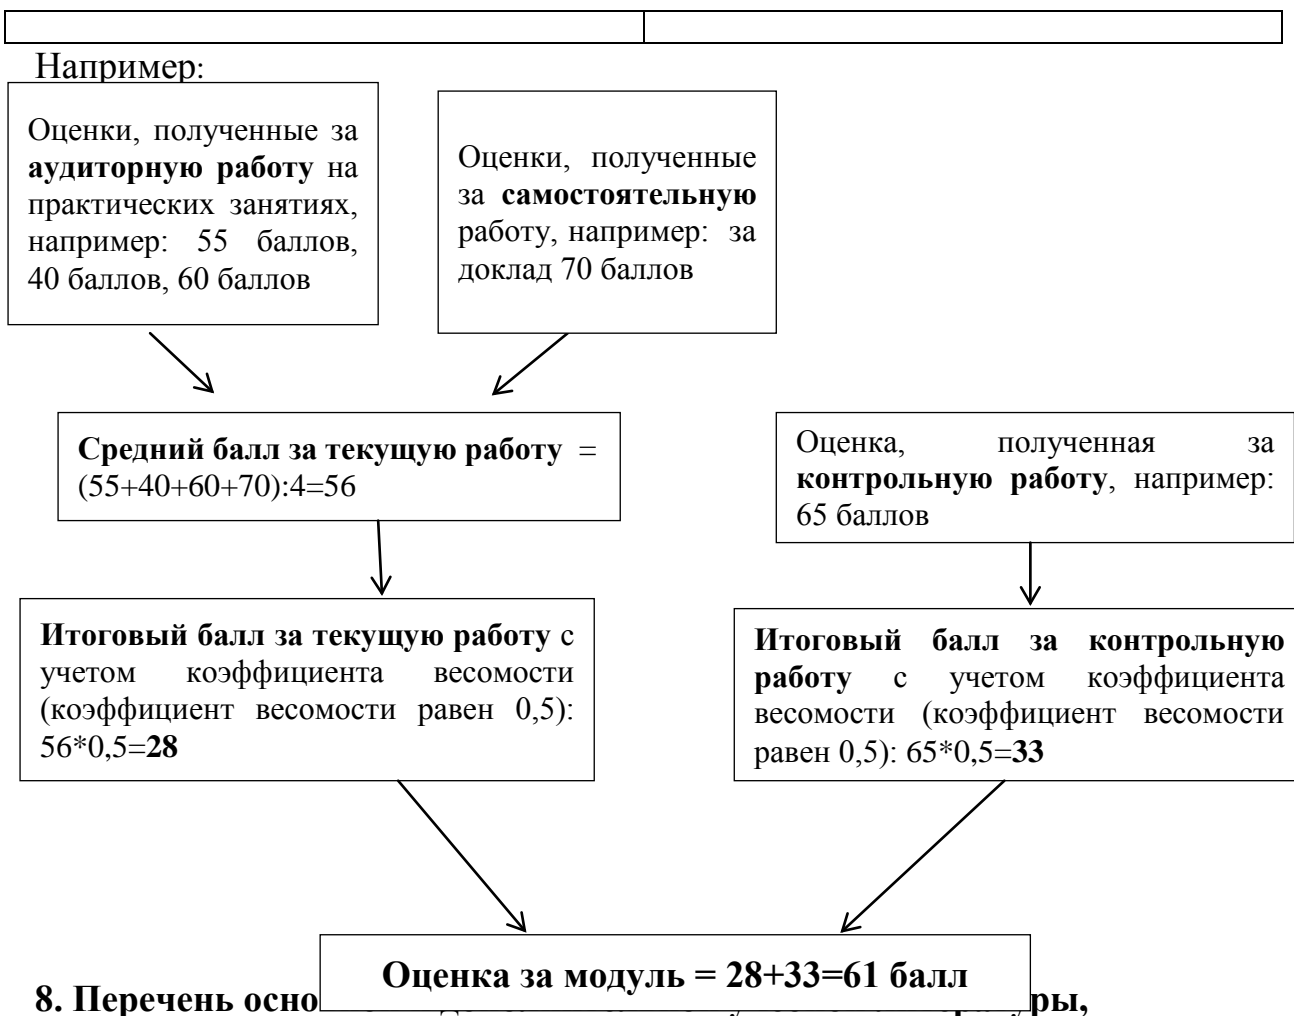 Например:
Оценки, полученные за
аудиторную работу на
практических занятиях,
например: 55 баллов,
40 баллов, 60 баллов
Оценки, полученные
за самостоятельную
работу, например: за
доклад 70 баллов
Средний балл за текущую работу =
(55+40+60+70):4=56
Оценка, полученная за
контрольную работу, например:
65 баллов
Итоговый балл за текущую работу с
учетом коэффициента весомости
(коэффициент весомости равен 0,5):
56*0,5=28
Итоговый балл за контрольную
работу с учетом коэффициента
весомости (коэффициент весомости
равен 0,5): 65*0,5=33
Оценка за модуль = 28+33=61 балл
8. Перечень